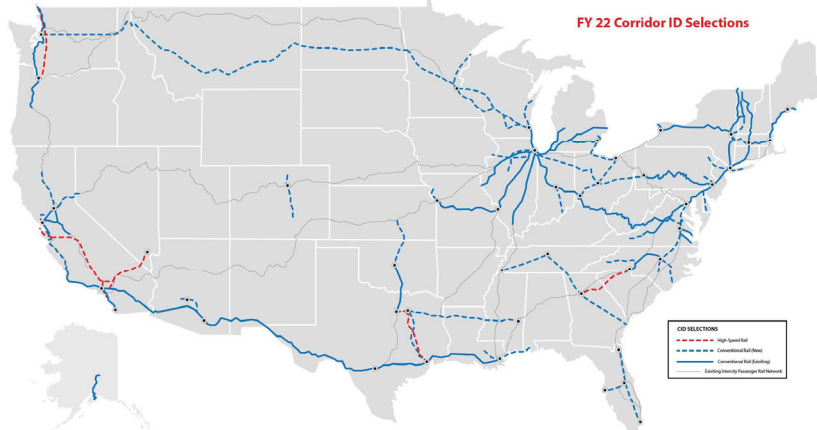 FY 22 Corridor ID Selections
CID SELECTIONS
High-Speed Rail
Conventional Rail (New)
Conventional Rail (Existing)
Existing Intercity Passenger Rail Network